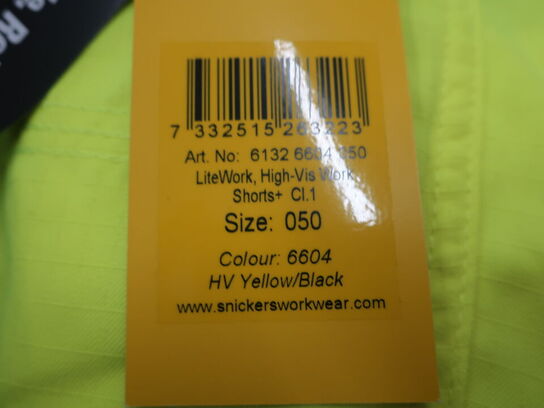 7 332515 263223
Art. No: 6132 6604 050
LiteWork, High-Vis Work
Shorts+ Cl.1
Size: 050
Colour: 6604
HV Yellow/Black
www.snickersworkwear.com